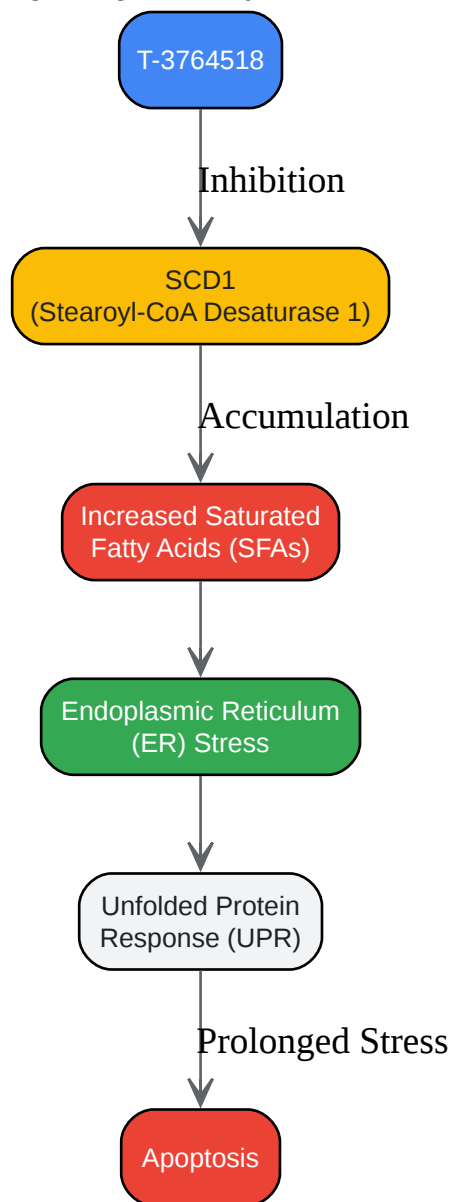 T-3764518
Inhibition
SCD1
(Stearoyl-CoA Desaturase 1)
Accumulation
Increased Saturated
Fatty Acids (SFAs)
Endoplasmic Reticulum
(ER) Stress
Unfolded Protein
Response (UPR)
Prolonged Stress
Apoptosis